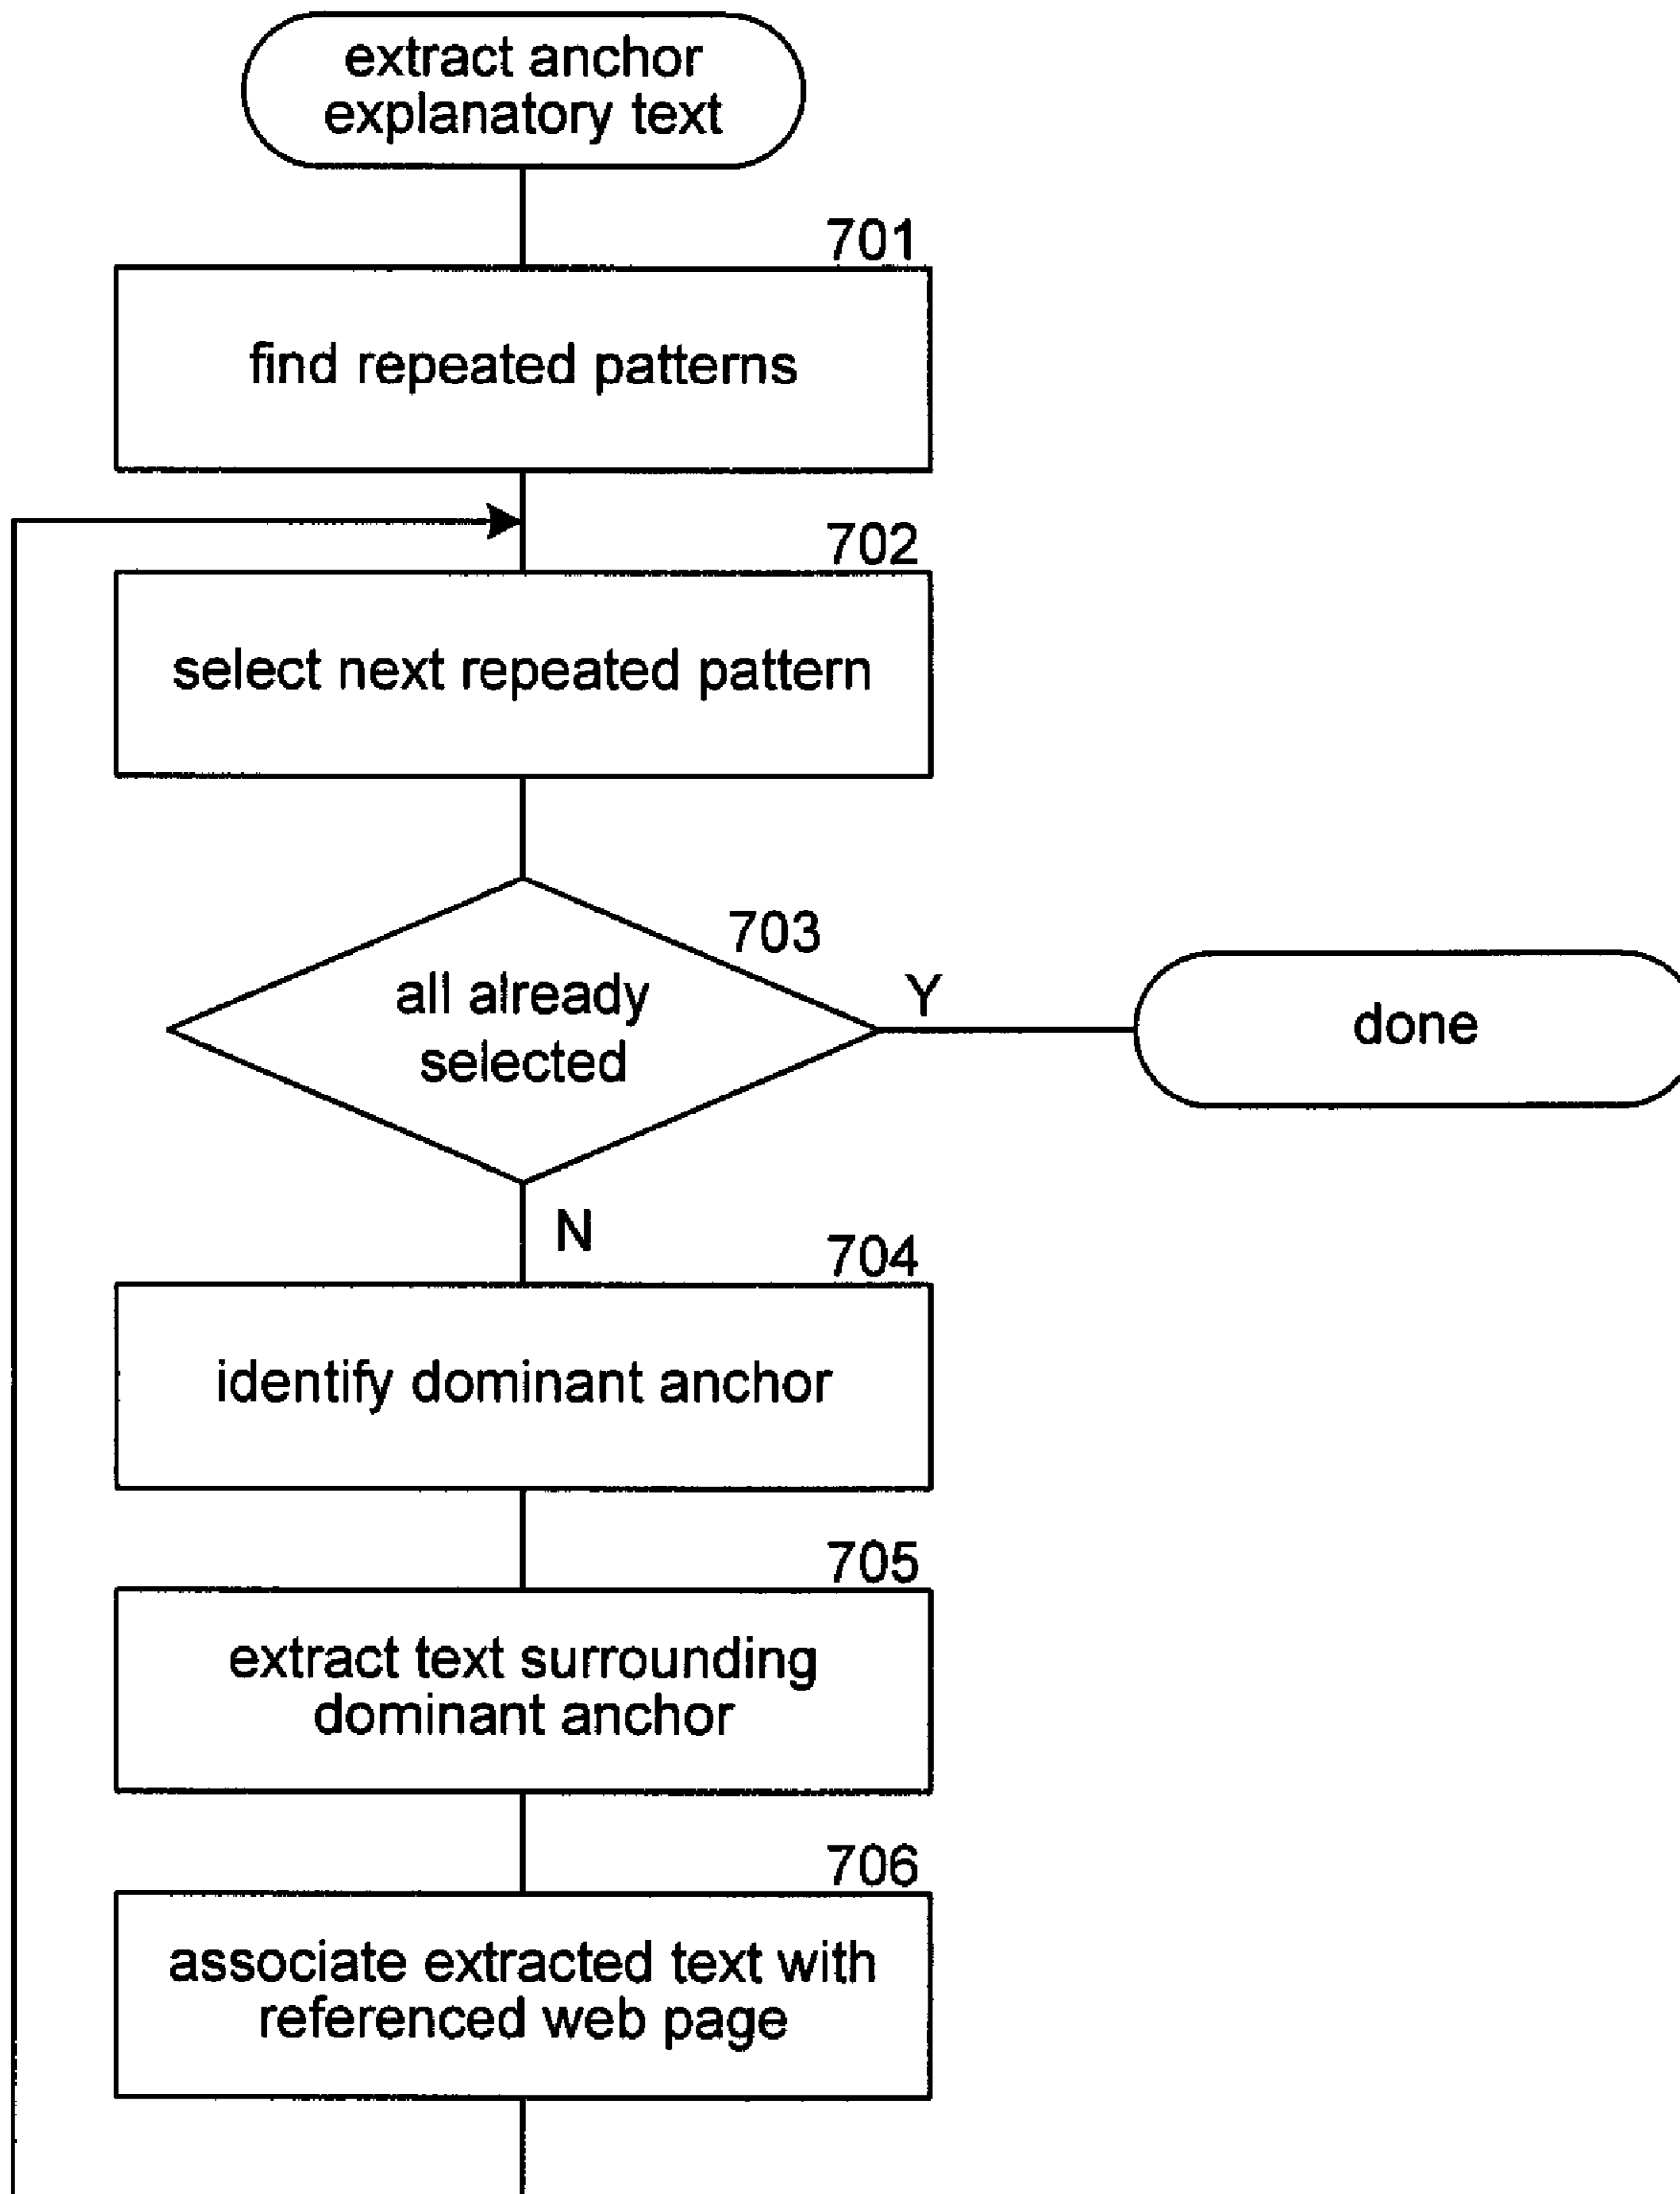 extract anchor
explanatory text
701
find repeated patterns
702
select next repeated pattern
703
all already
selected
Y
done
N
704
identify dominant anchor
705
extract text surrounding
dominant anchor
706
associate extracted text with
referenced web page